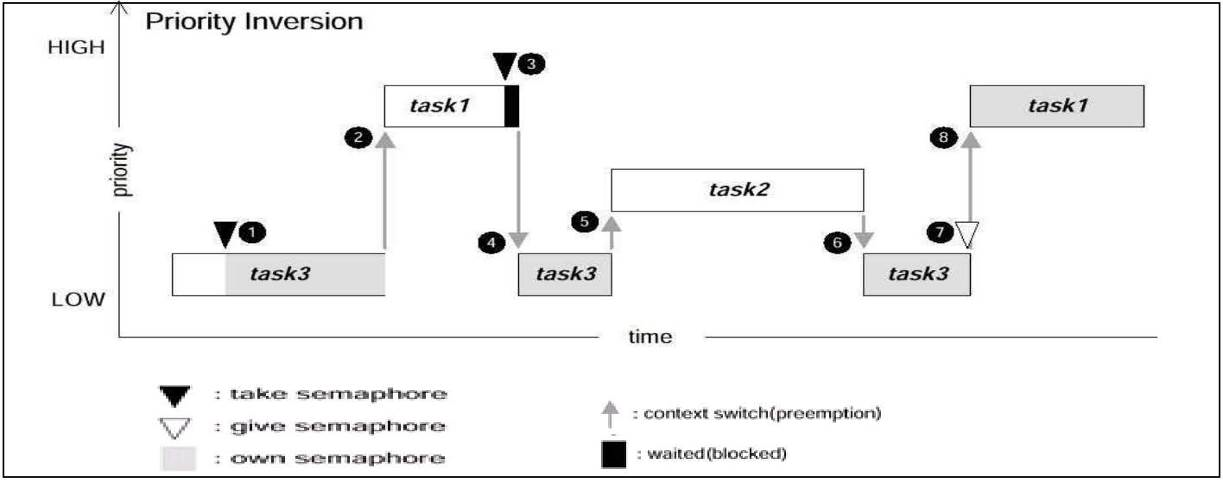 Priority Inversion
HIGH
3
task1
task1
2
8
priority
task2
1
5
4
6
7
task3
task3
task3
LOW
time
: take semaphore
: give semaphore
: own semaphore
: context switch(preemption)
: waited(blocked)